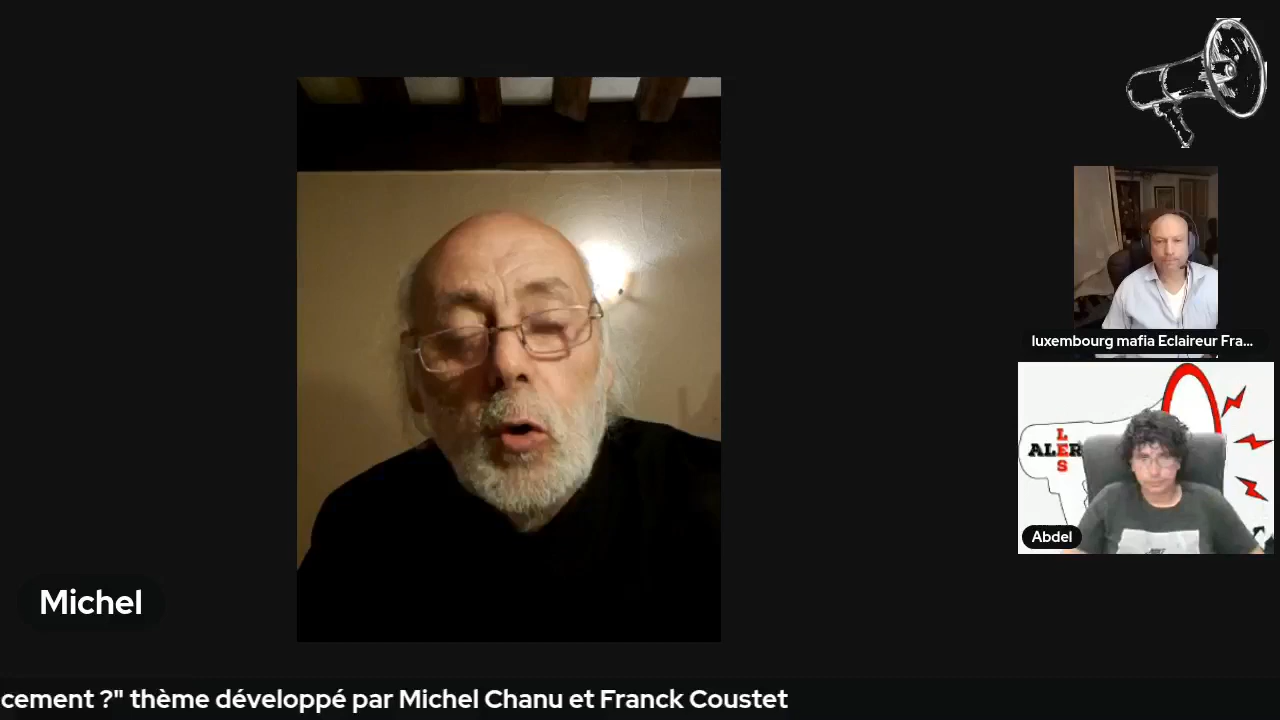 luxembourg mafia Eclaireur Fra...
ALER
LES
Abdel
Michel
cement ?" thème développé par Michel Chanu et Franck Coustet